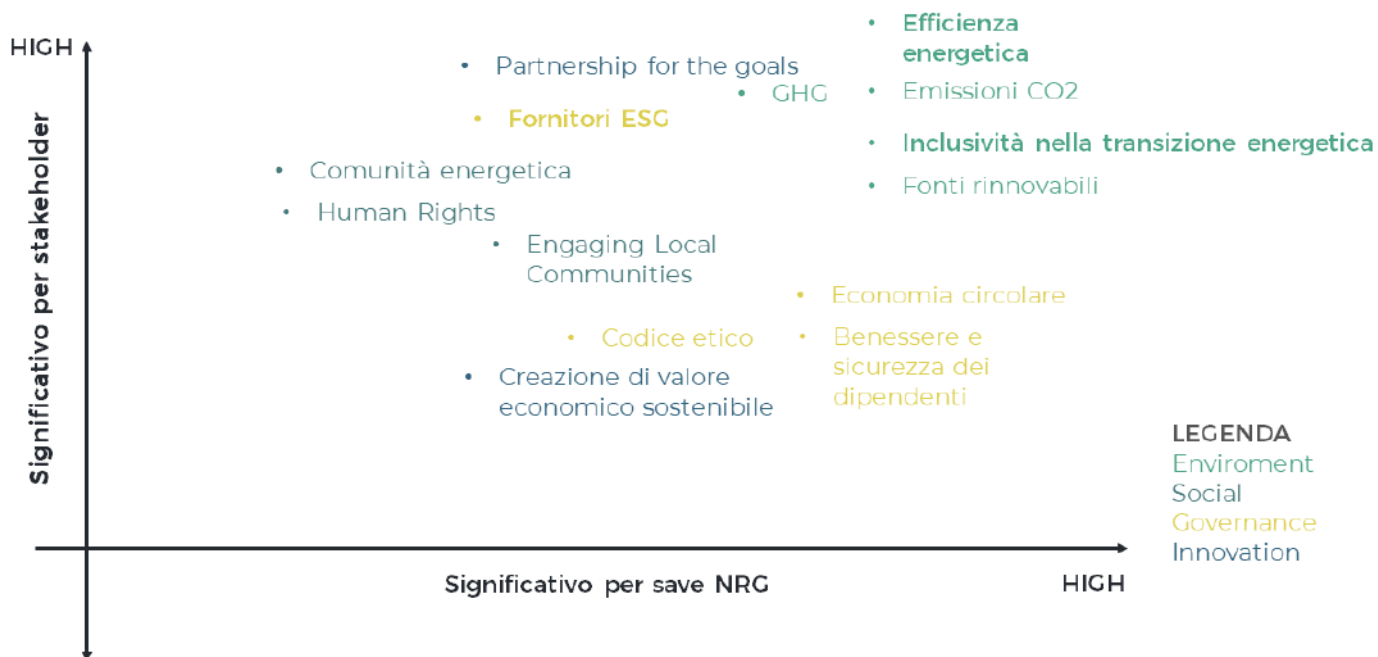 HIGH
Significativo per stakeholder
• Efficienza
energetica
• Partnership for the goals
• GHG
• Emissioni CO2
• Fornitori ESG
• Inclusività nella transizione energetica
• Comunità energetica
• Fonti rinnovabili
• Human Rights
• Engaging Local
Communities
• Economia circolare
• Codice etico
• Benessere e
sicurezza dei
dipendenti
• Creazione di valore
economico sostenibile
LEGENDA
Enviroment
Social
Governance
Innovation
Significativo per save NRG
HIGH